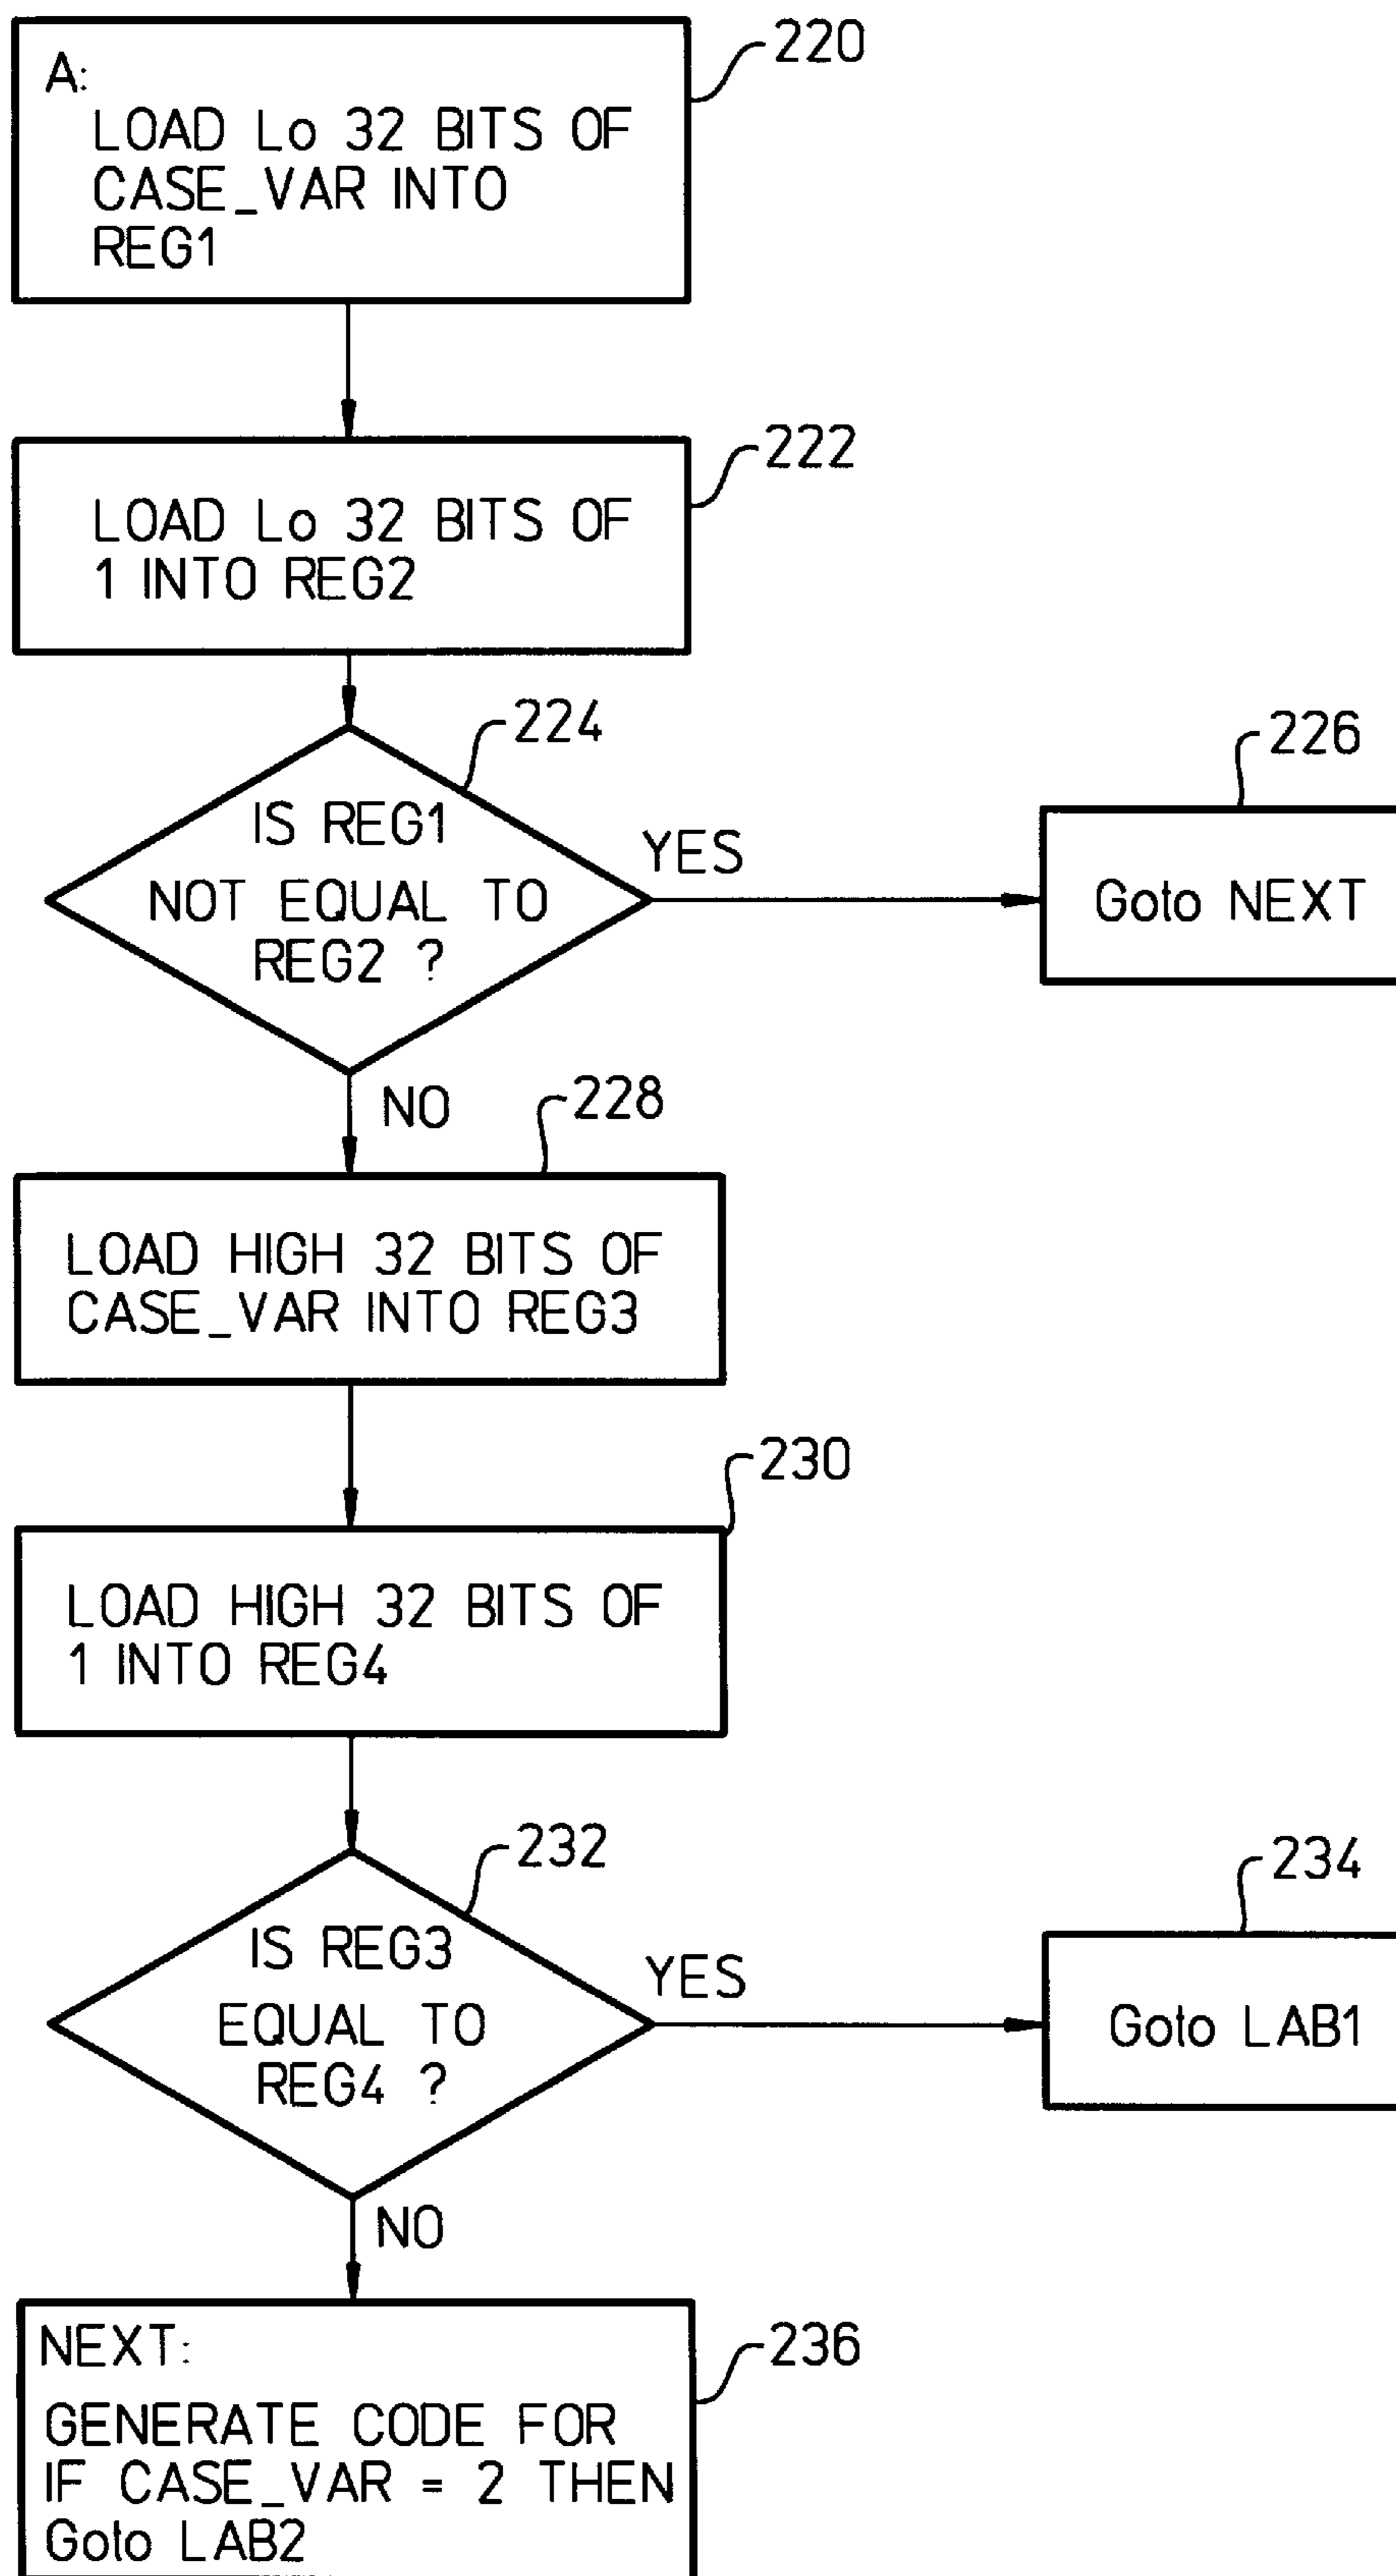 220
A:
LOAD Lo 32 BITS OF
CASE_VAR INTO
REG1
222
LOAD Lo 32 BITS OF
1 INTO REG2
224
IS REG1
NOT EQUAL TO
REG2 ?
YES
226
Goto NEXT
NO
228
LOAD HIGH 32 BITS OF
CASE_VAR INTO REG3
230
LOAD HIGH 32 BITS OF
1 INTO REG4
232
IS REG3
EQUAL TO
REG4 ?
YES
234
Goto LAB1
NO
236
NEXT:
GENERATE CODE FOR
IF CASE_VAR = 2 THEN
Goto LAB2